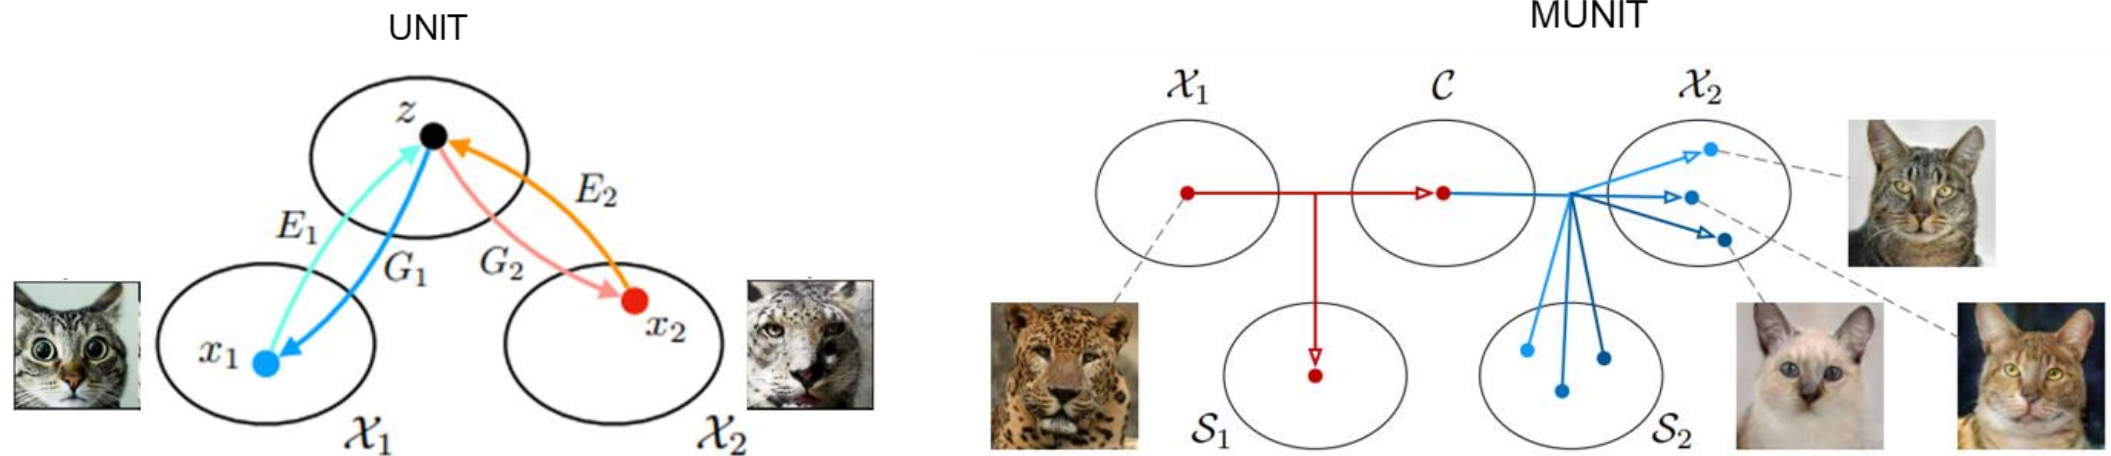 UNIT
z
E₁
G₁
G₂
E₂
x₁
x₂
𝒳₁
𝒳₂
MUNIT
𝒳₁
𝒞
𝒳₂
𝒮₁
𝒮₂